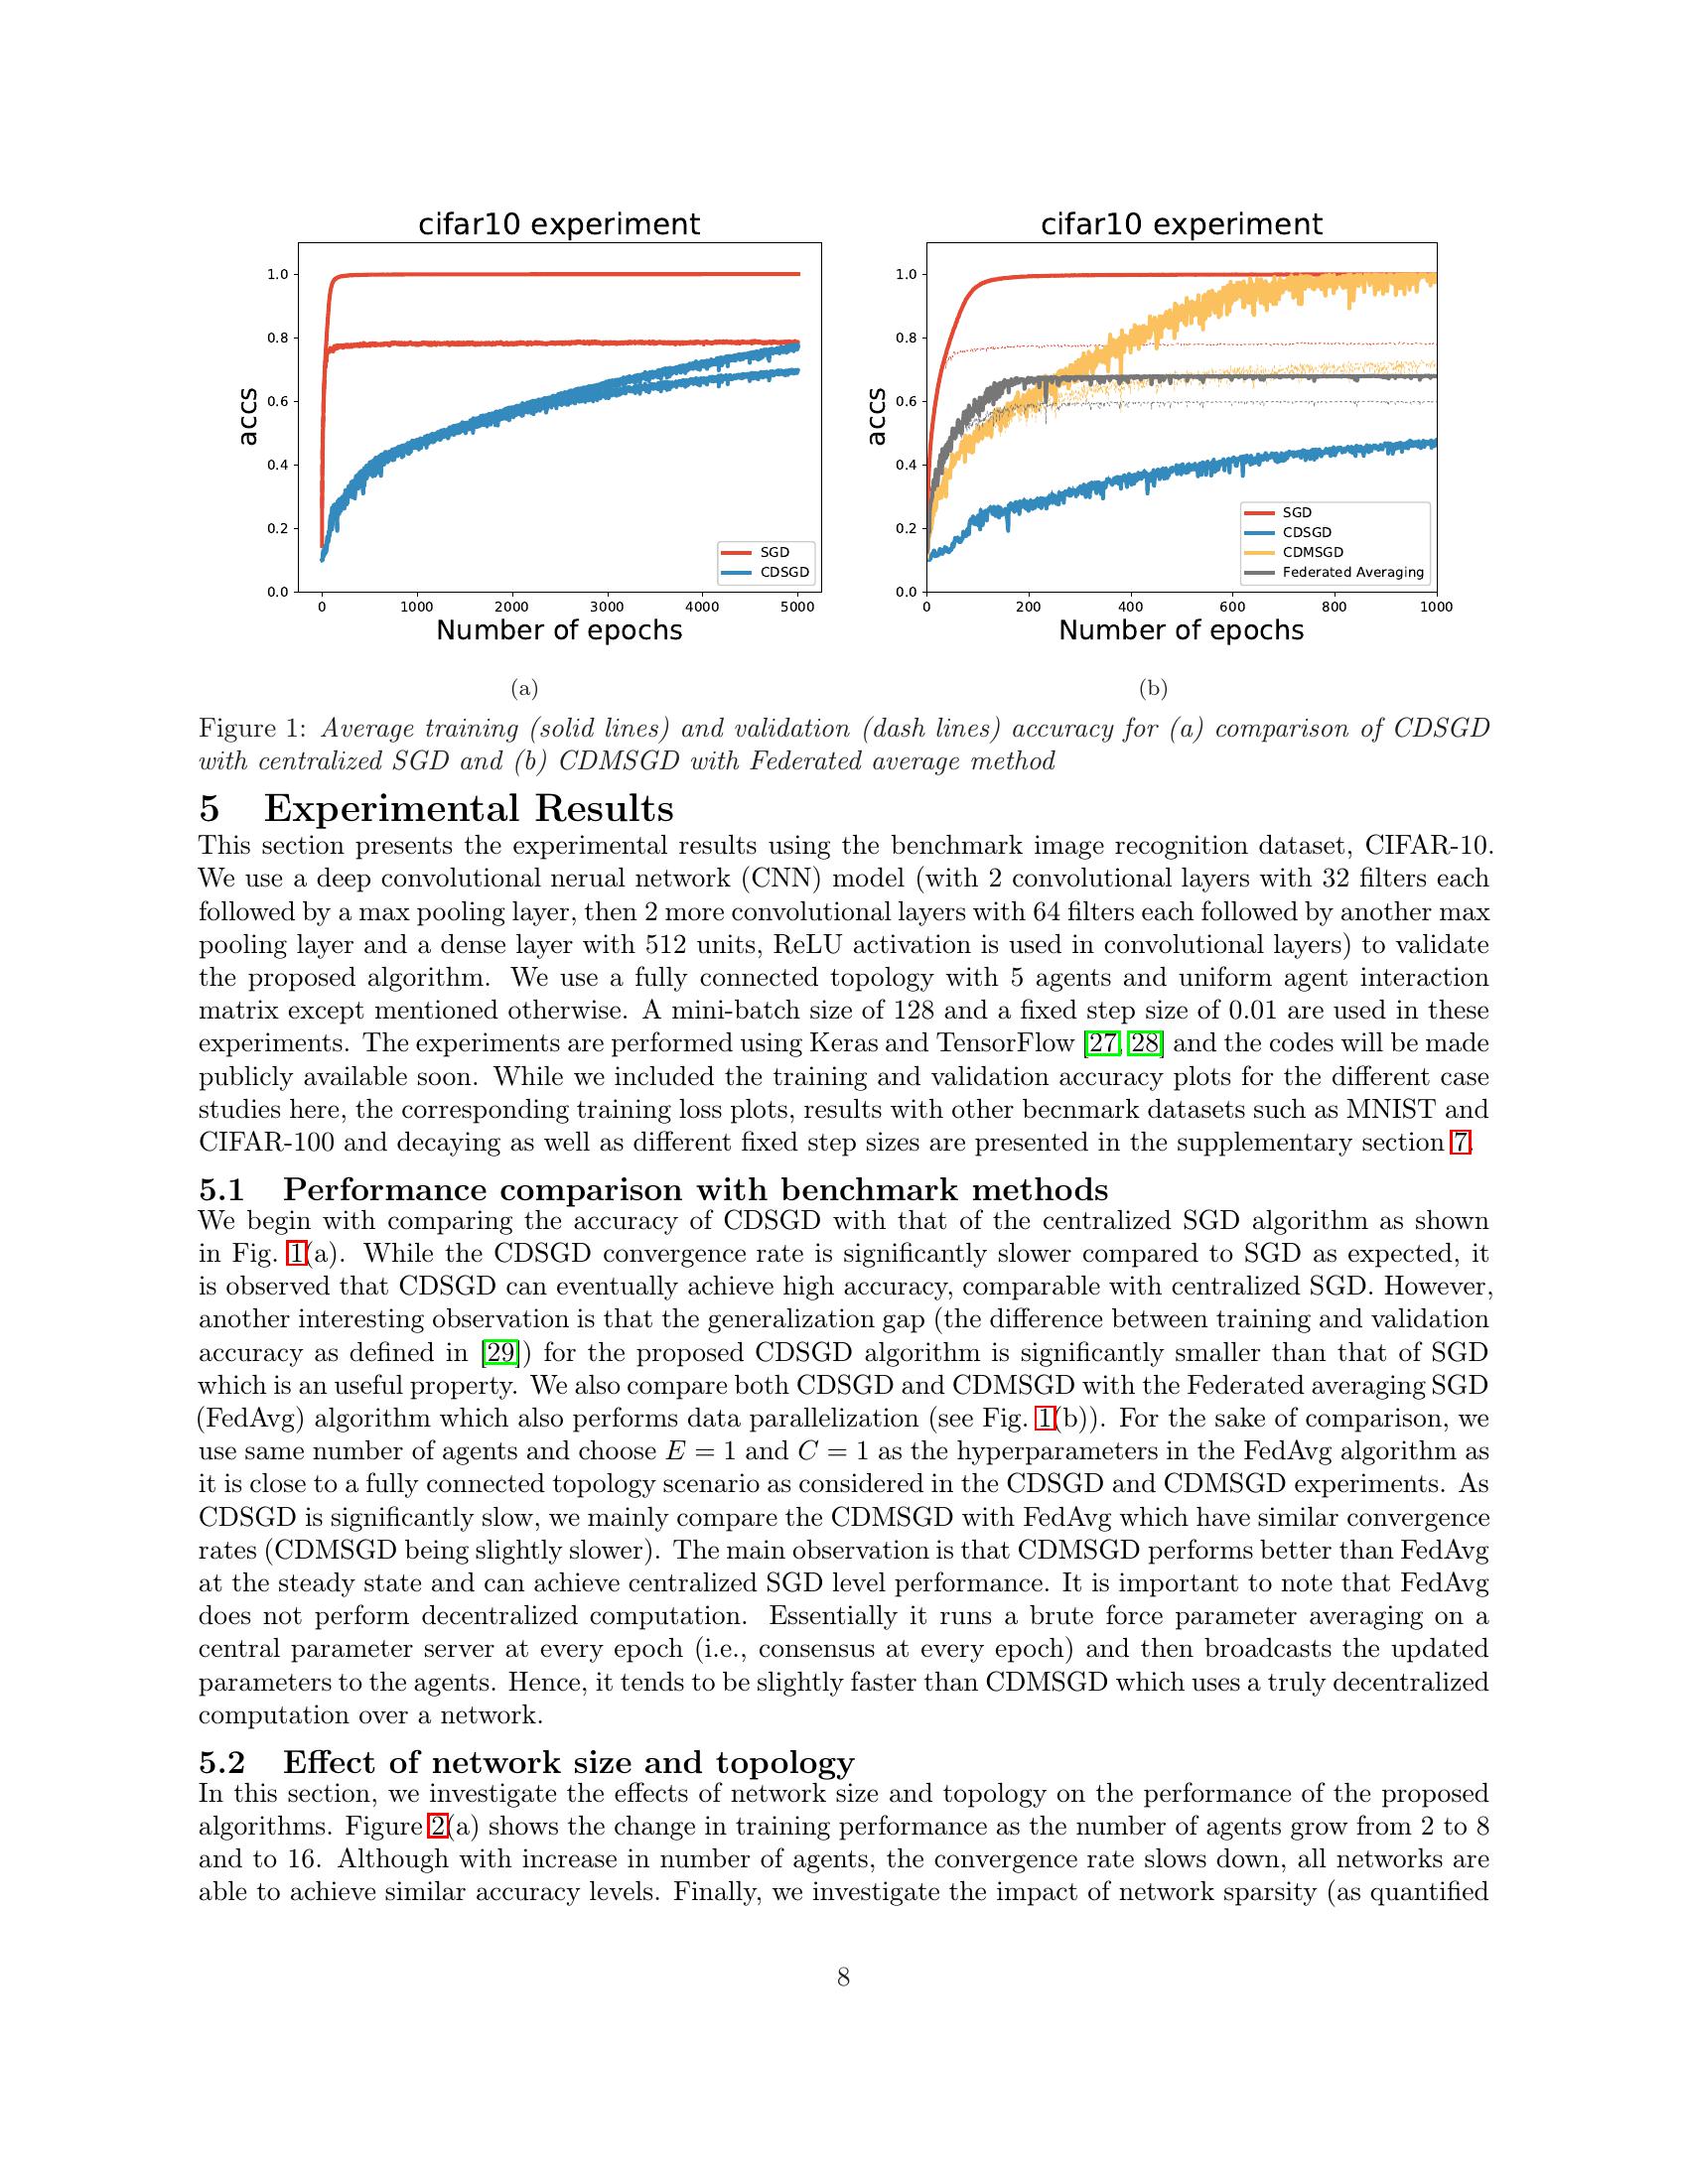 cifar10 experiment
1.0
0.8
0.6
0.4
0.2
0.0
accs
0 1000 2000 3000 4000 5000
Number of epochs
SGD
CDSGD
(a)
cifar10 experiment
1.0
0.8
0.6
0.4
0.2
0.0
accs
0 200 400 600 800 1000
Number of epochs
SGD
CDSGD
CDMSGD
Federated Averaging
(b)
Figure 1: Average training (solid lines) and validation (dash lines) accuracy for (a) comparison of CDSGD
with centralized SGD and (b) CDMSGD with Federated average method
5 Experimental Results
This section presents the experimental results using the benchmark image recognition dataset, CIFAR-10.
We use a deep convolutional nerual network (CNN) model (with 2 convolutional layers with 32 filters each
followed by a max pooling layer, then 2 more convolutional layers with 64 filters each followed by another max
pooling layer and a dense layer with 512 units, ReLU activation is used in convolutional layers) to validate
the proposed algorithm. We use a fully connected topology with 5 agents and uniform agent interaction
matrix except mentioned otherwise. A mini-batch size of 128 and a fixed step size of 0.01 are used in these
experiments. The experiments are performed using Keras and TensorFlow [27, 28] and the codes will be made
publicly available soon. While we included the training and validation accuracy plots for the different case
studies here, the corresponding training loss plots, results with other becnmark datasets such as MNIST and
CIFAR-100 and decaying as well as different fixed step sizes are presented in the supplementary section 7.
5.1 Performance comparison with benchmark methods
We begin with comparing the accuracy of CDSGD with that of the centralized SGD algorithm as shown
in Fig. 1(a). While the CDSGD convergence rate is significantly slower compared to SGD as expected, it
is observed that CDSGD can eventually achieve high accuracy, comparable with centralized SGD. However,
another interesting observation is that the generalization gap (the difference between training and validation
accuracy as defined in [29]) for the proposed CDSGD algorithm is significantly smaller than that of SGD
which is an useful property. We also compare both CDSGD and CDMSGD with the Federated averaging SGD
(FedAvg) algorithm which also performs data parallelization (see Fig. 1(b)). For the sake of comparison, we
use same number of agents and choose E = 1 and C = 1 as the hyperparameters in the FedAvg algorithm as
it is close to a fully connected topology scenario as considered in the CDSGD and CDMSGD experiments. As
CDSGD is significantly slow, we mainly compare the CDMSGD with FedAvg which have similar convergence
rates (CDMSGD being slightly slower). The main observation is that CDMSGD performs better than FedAvg
at the steady state and can achieve centralized SGD level performance. It is important to note that FedAvg
does not perform decentralized computation. Essentially it runs a brute force parameter averaging on a
central parameter server at every epoch (i.e., consensus at every epoch) and then broadcasts the updated
parameters to the agents. Hence, it tends to be slightly faster than CDMSGD which uses a truly decentralized
computation over a network.
5.2 Effect of network size and topology
In this section, we investigate the effects of network size and topology on the performance of the proposed
algorithms. Figure 2(a) shows the change in training performance as the number of agents grow from 2 to 8
and to 16. Although with increase in number of agents, the convergence rate slows down, all networks are
able to achieve similar accuracy levels. Finally, we investigate the impact of network sparsity (as quantified
8